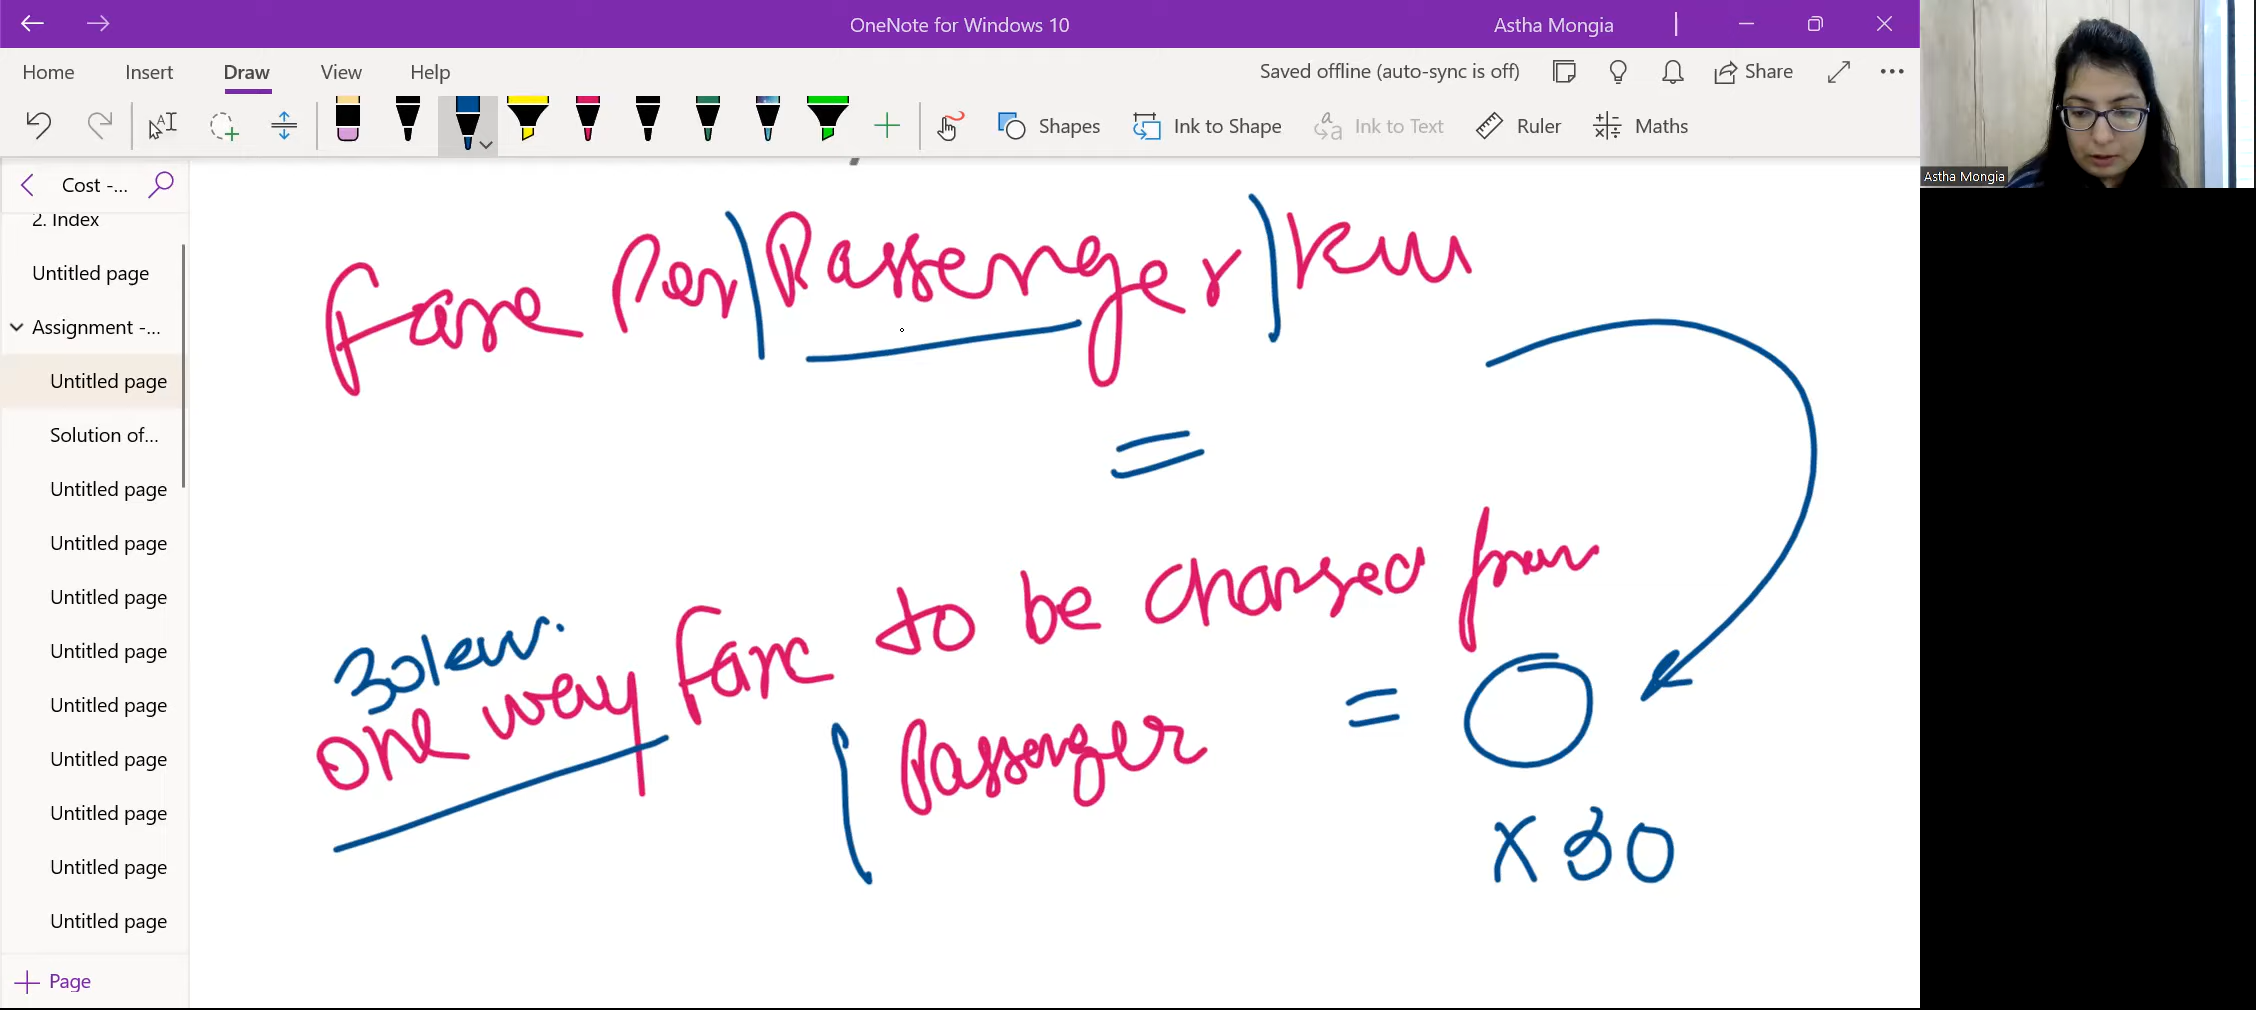 OneNote for Windows 10
Astha Mongia
Home Insert Draw View Help
Saved offline (auto-sync is off)
Share
Shapes
Ink to Shape
Ink to Text
Ruler
Maths
Astha Mongia
Cost -...
2. Index
Untitled page
Assignment -...
Untitled page
Solution of...
Untitled page
Untitled page
Untitled page
Untitled page
Untitled page
Untitled page
Untitled page
Untitled page
Untitled page
Page
Fare Per | Passenger | km
=
30km.
one way fare to be charged from
Passenger =
x 30